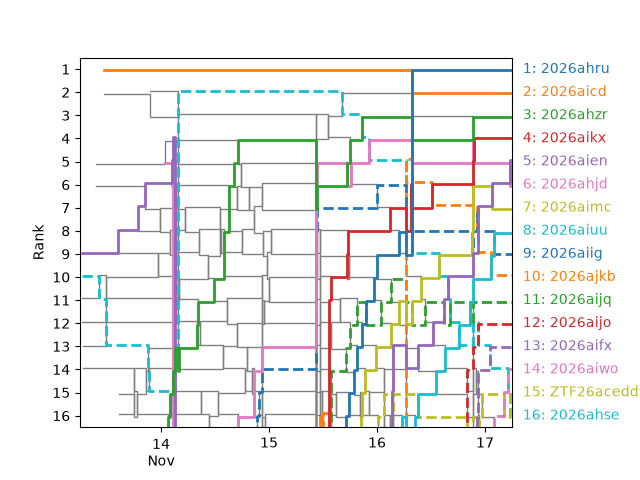 1
2
3
4
5
6
7
8
9
10
11
12
13
14
15
16
Rank
14
15
16
17
Nov
1: 2026ahru
2: 2026aicd
3: 2026ahzr
4: 2026aikx
5: 2026aien
6: 2026ahjd
7: 2026aimc
8: 2026aiuu
9: 2026aiig
10: 2026ajkb
11: 2026aljq
12: 2026aijo
13: 2026aifx
14: 2026aiwo
15: ZTF26acedd
16: 2026ahse